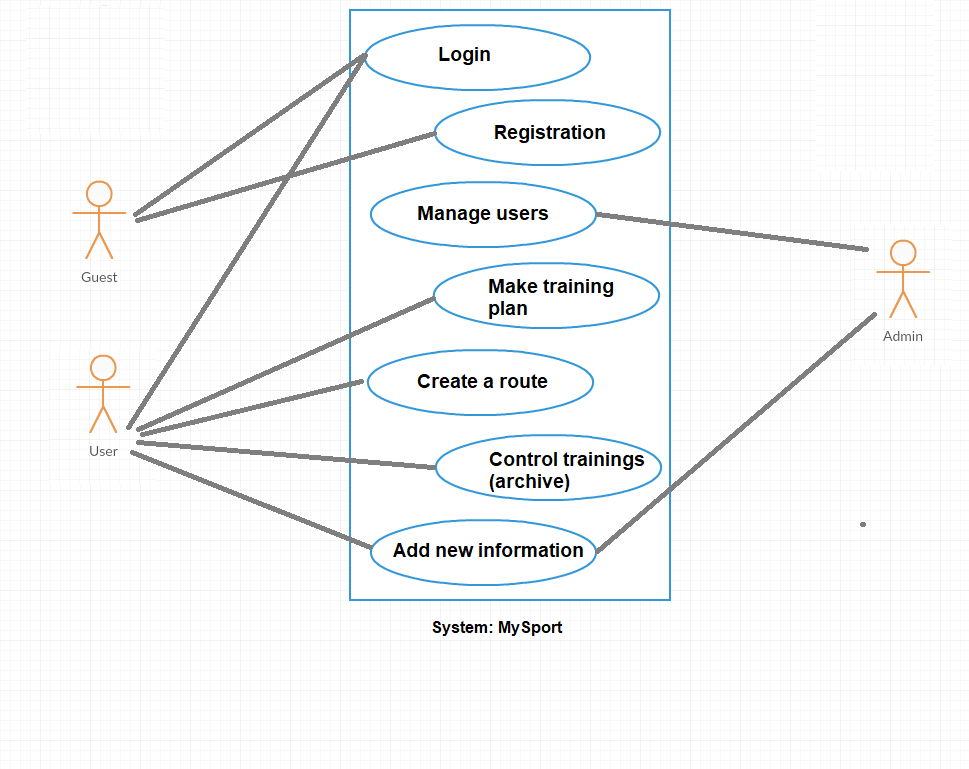 Login
Registration
Manage users
Make training
plan
Create a route
Control trainings
(archive)
Add new information
Guest
User
Admin
System: MySport